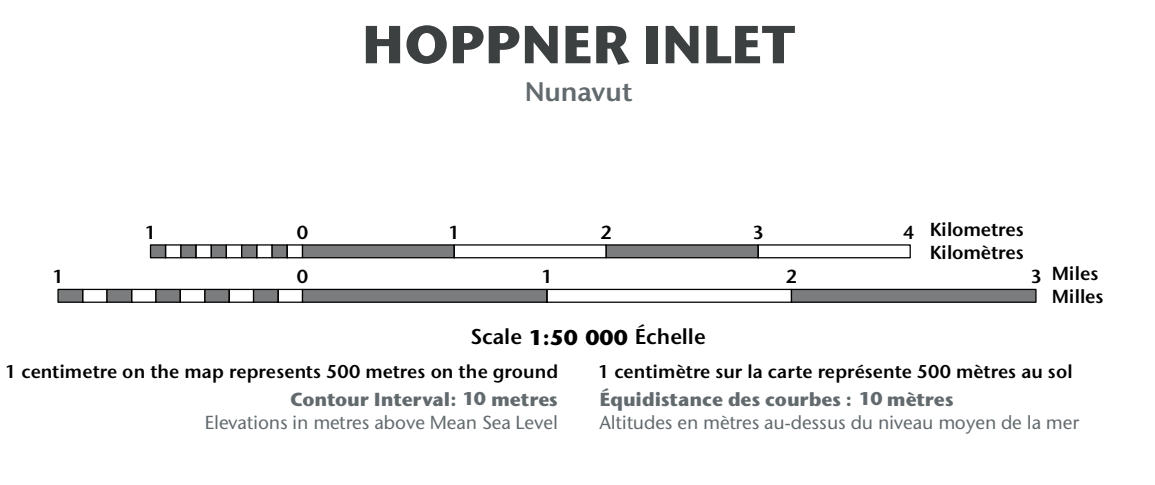 HOPPNER INLET
Nunavut
1 0 1 2 3 4 Kilometres
Kilomètres
1 0 1 2 3 Miles
Milles
Scale 1:50 000 Échelle
1 centimetre on the map represents 500 metres on the ground
1 centimètre sur la carte représente 500 mètres au sol
Contour Interval: 10 metres
Équidistance des courbes : 10 mètres
Elevations in metres above Mean Sea Level
Altitudes en mètres au-dessus du niveau moyen de la mer